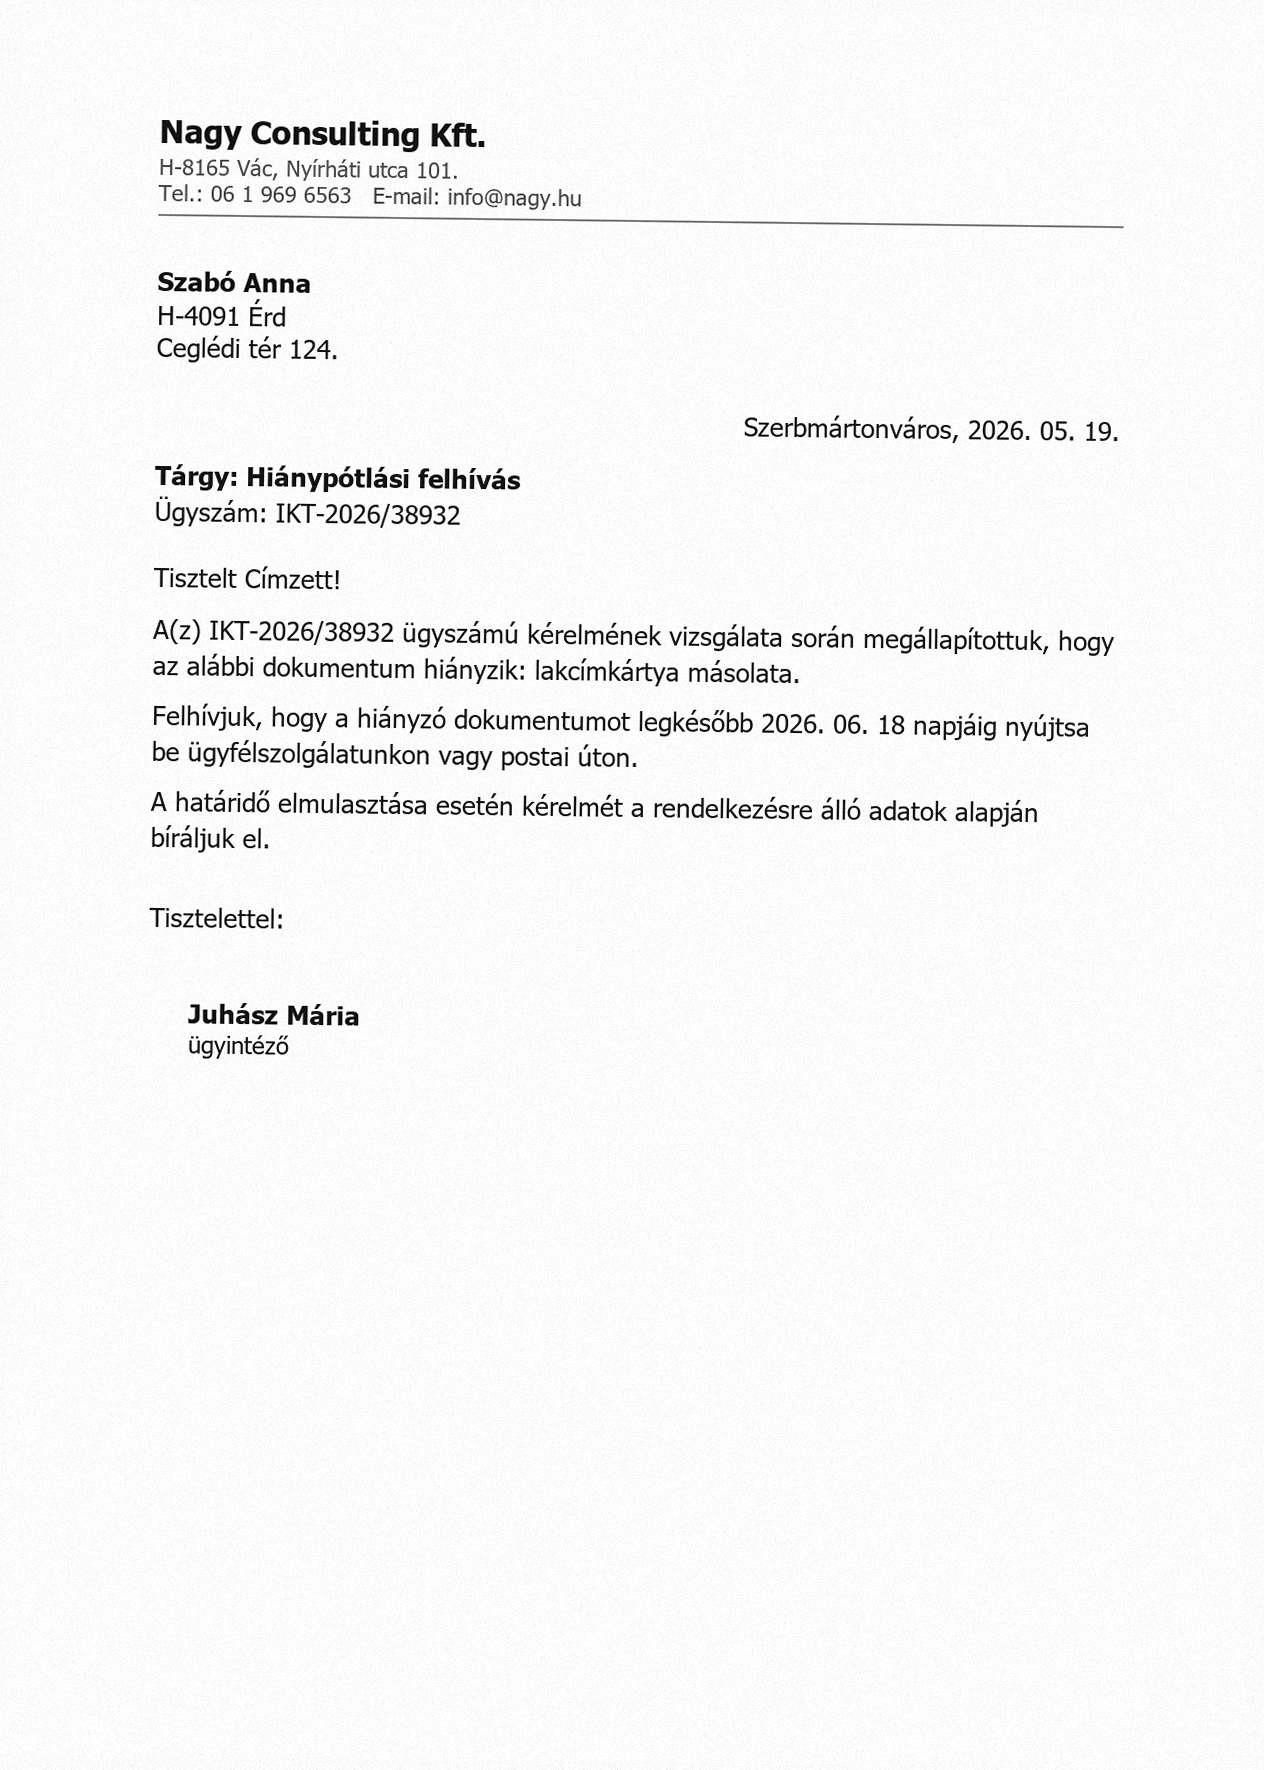 Nagy Consulting Kft.
H-8165 Vác, Nyírháti utca 101.
Tel.: 06 1 969 6563 E-mail: info@nagy.hu
Szabó Anna
H-4091 Érd
Ceglédi tér 124.
Szerbmártonváros, 2026. 05. 19.
Tárgy: Hiánypótlási felhívás
Ügyszám: IKT-2026/38932
Tisztelt Címzett!
A(z) IKT-2026/38932 ügyszámú kérelmének vizsgálata során megállapítottuk, hogy
az alábbi dokumentum hiányzik: lakcímkártya másolata.
Felhívjuk, hogy a hiányzó dokumentumot legkésőbb 2026. 06. 18 napjáig nyújtsa
be ügyfélszolgálatunkon vagy postai úton.
A határidő elmulasztása esetén kérelmét a rendelkezésre álló adatok alapján
bíráljuk el.
Tisztelettel:
Juhász Mária
ügyintéző